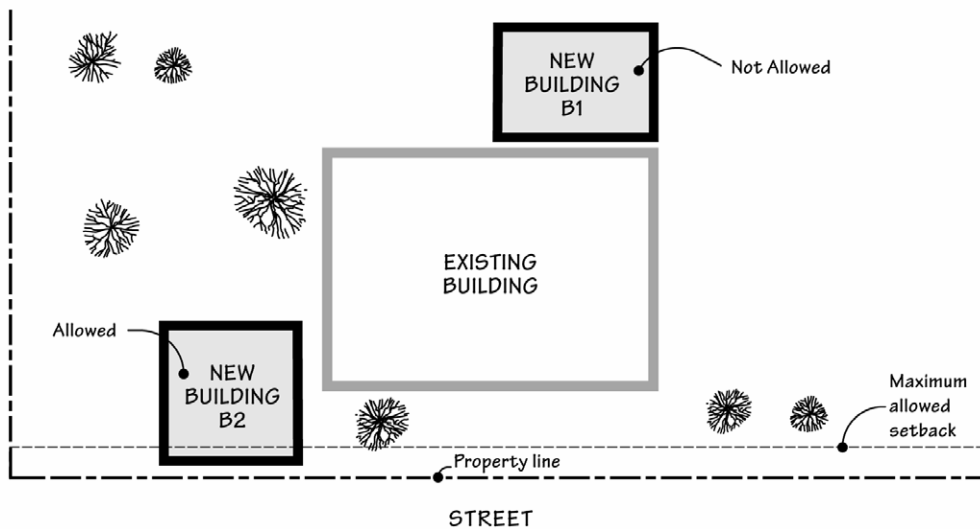 NEW
BUILDING
B1
Not Allowed
EXISTING
BUILDING
Allowed
NEW
BUILDING
B2
Maximum
allowed
setback
Property line
STREET